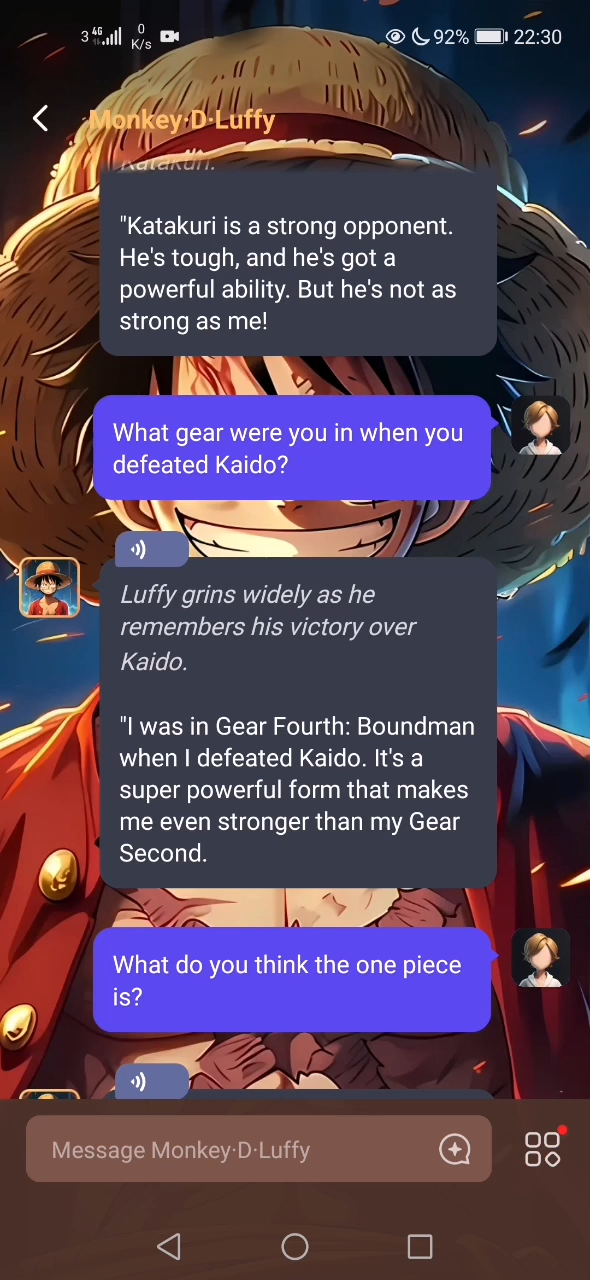 3 4G 0 K/s 92% 22:30
Monkey·D·Luffy
Katakuri.
"Katakuri is a strong opponent.
He's tough, and he's got a
powerful ability. But he's not as
strong as me!
What gear were you in when you
defeated Kaido?
Luffy grins widely as he
remembers his victory over
Kaido.
"I was in Gear Fourth: Boundman
when I defeated Kaido. It's a
super powerful form that makes
me even stronger than my Gear
Second.
What do you think the one piece
is?
Message Monkey·D·Luffy